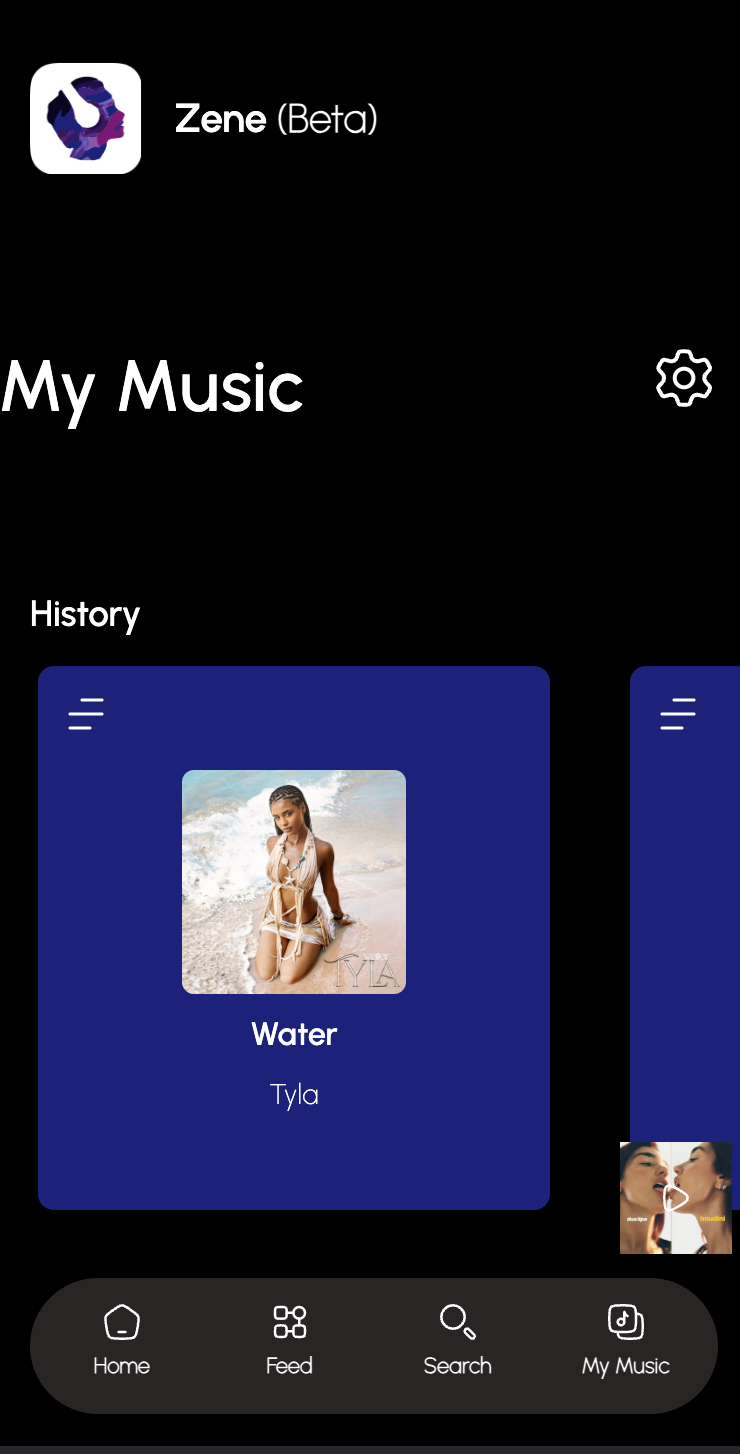 Zene (Beta)
My Music
History
TYLA
Water
Tyla
dua lipa
houdini
Home
Feed
Search
My Music